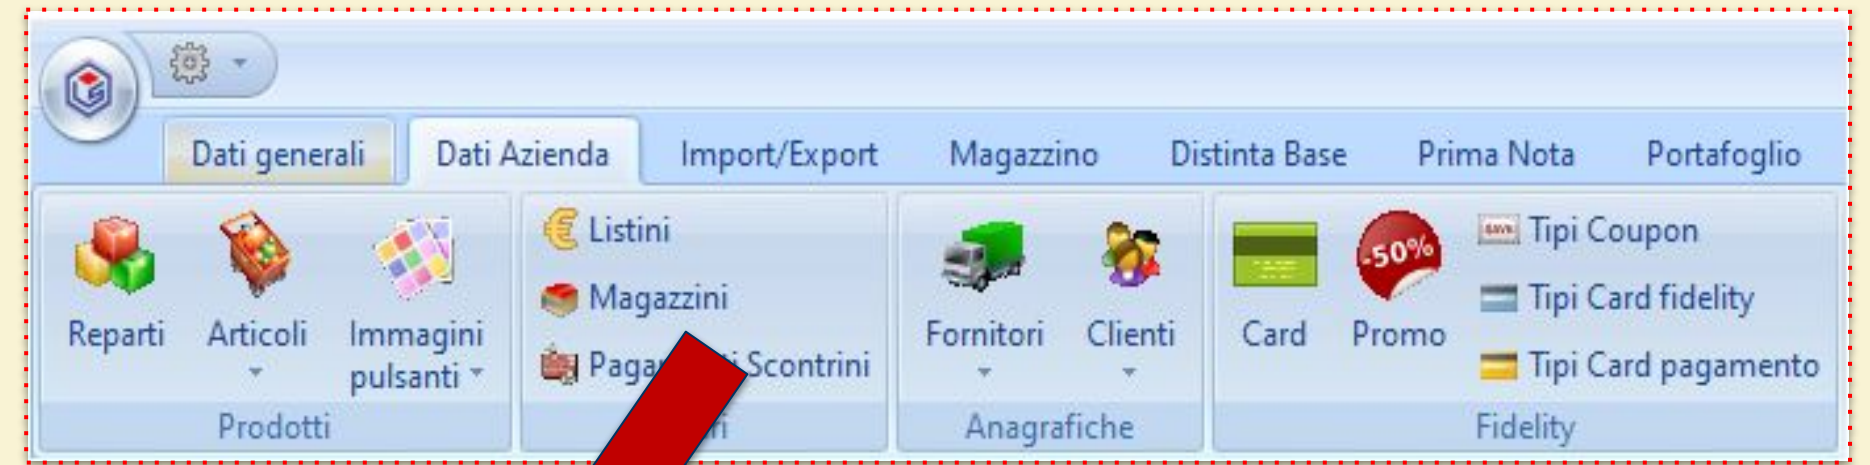 Dati generali
Dati Azienda
Import/Export
Magazzino
Distinta Base
Prima Nota
Portafoglio
Reparti
Articoli
Immagini
pulsanti
Prodotti
Listini
Magazzini
Scontrini
Fornitori
Clienti
Anagrafiche
Card
-50%
Promo
Tipi Coupon
Tipi Card fidelity
Tipi Card pagamento
Fidelity